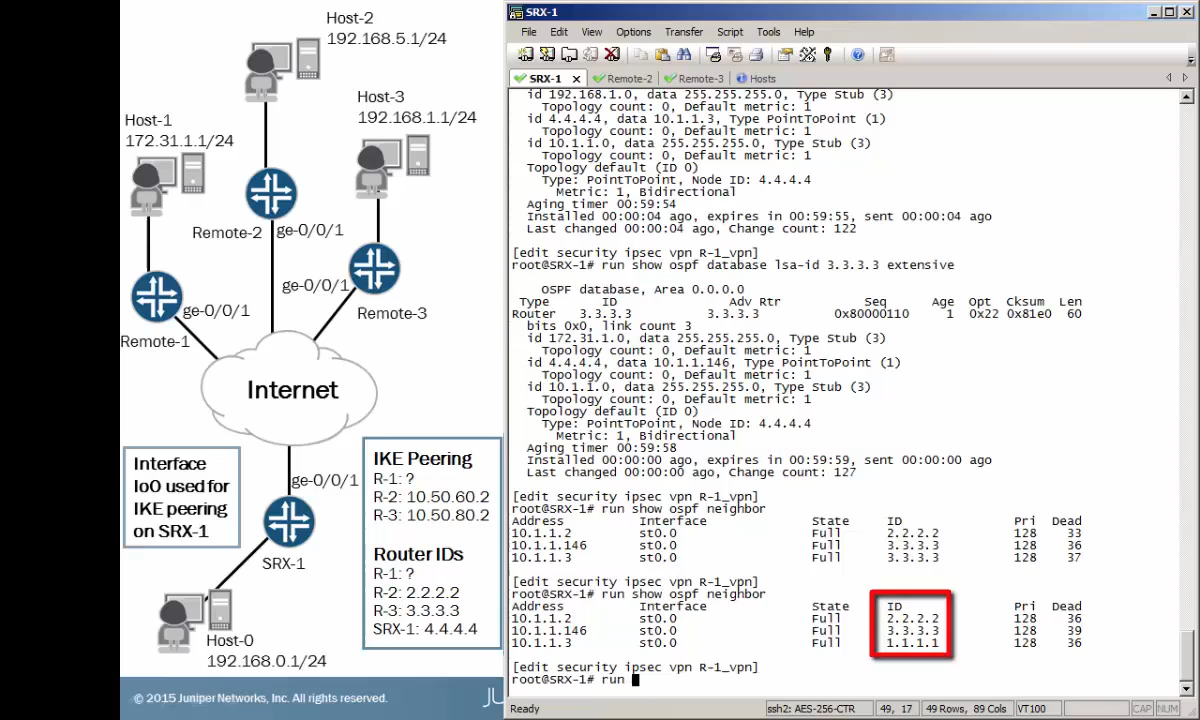 Host-2
192.168.5.1/24
Host-3
192.168.1.1/24
Host-1
172.31.1.1/24
Remote-2
ge-0/0/1
ge-0/0/1
Remote-3
ge-0/0/1
Remote-1
Internet
Interface
lo0 used for
IKE peering
on SRX-1
ge-0/0/1
SRX-1
IKE Peering
R-1: ?
R-2: 10.50.60.2
R-3: 10.50.80.2
Router IDs
R-1: ?
R-2: 2.2.2.2
R-3: 3.3.3.3
SRX-1: 4.4.4.4
Host-0
192.168.0.1/24
© 2015 Juniper Networks, Inc. All rights reserved.
JU
SRX-1
File Edit View Options Transfer Script Tools Help
SRX-1 Remote-2 Remote-3 Hosts
id 192.168.1.0, data 255.255.255.0, Type Stub (3)
Topology count: 0, Default metric: 1
id 4.4.4.4, data 10.1.1.3, Type PointToPoint (1)
Topology count: 0, Default metric: 1
id 10.1.1.0, data 255.255.255.0, Type Stub (3)
Topology count: 0, Default metric: 1
Topology default (ID 0)
Type: PointToPoint, Node ID: 4.4.4.4
Metric: 1, Bidirectional
Aging timer 00:59:54
Installed 00:00:04 ago, expires in 00:59:55, sent 00:00:04 ago
Last changed 00:00:04 ago, Change count: 122
[edit security ipsec vpn R-1_vpn]
root@SRX-1# run show ospf database lsa-id 3.3.3.3 extensive
OSPF database, Area 0.0.0.0
Type ID Adv Rtr Seq Age Opt Cksum Len
Router 3.3.3.3 3.3.3.3 0x80000110 1 0x22 0x81e0 60
bits 0x0, link count 3
id 172.31.1.0, data 255.255.255.0, Type Stub (3)
Topology count: 0, Default metric: 1
id 4.4.4.4, data 10.1.1.146, Type PointToPoint (1)
Topology count: 0, Default metric: 1
id 10.1.1.0, data 255.255.255.0, Type Stub (3)
Topology count: 0, Default metric: 1
Topology default (ID 0)
Type: PointToPoint, Node ID: 4.4.4.4
Metric: 1, Bidirectional
Aging timer 00:59:58
Installed 00:00:00 ago, expires in 00:59:59, sent 00:00:00 ago
Last changed 00:00:00 ago, Change count: 127
[edit security ipsec vpn R-1_vpn]
root@SRX-1# run show ospf neighbor
Address Interface State ID Pri Dead
10.1.1.2 st0.0 Full 2.2.2.2 128 33
10.1.1.146 st0.0 Full 3.3.3.3 128 36
10.1.1.3 st0.0 Full 3.3.3.3 128 37
[edit security ipsec vpn R-1_vpn]
root@SRX-1# run show ospf neighbor
Address Interface State ID Pri Dead
10.1.1.2 st0.0 Full 2.2.2.2 128 36
10.1.1.146 st0.0 Full 3.3.3.3 128 39
10.1.1.3 st0.0 Full 1.1.1.1 128 36
[edit security ipsec vpn R-1_vpn]
root@SRX-1# run
Ready ssh2: AES-256-CTR 49, 17 49 Rows, 89 Cols VT100 CAP NUM